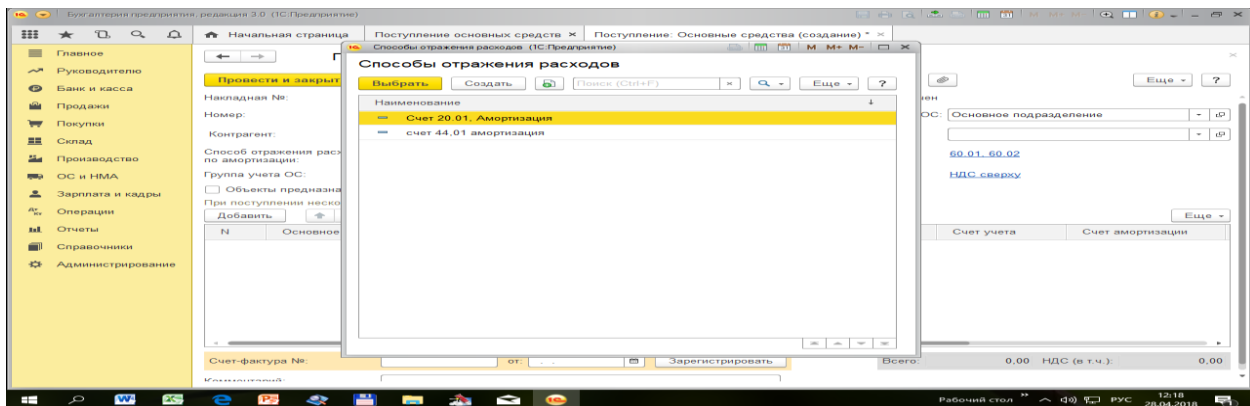 Бухгалтерия предприятия, редакция 3.0 (1С:Предприятие)
Начальная страница
Поступление основных средств ×
Поступление: Основные средства (создание) * ×
Главное
Руководителю
Банк и касса
Продажи
Покупки
Склад
Производство
ОС и НМА
Зарплата и кадры
Операции
Отчеты
Справочники
Администрирование
Провести и закрыт
Накладная №:
Номер:
Контрагент:
Способ отражения расх
по амортизации:
Группа учета ОС:
Объекты предназна
При поступлении неско
Добавить
N Основное
Способы отражения расходов (1С:Предприятие)
M M+ M-
Способы отражения расходов
Выбрать Создать Поиск (Ctrl+F) × Еще ?
Наименование ↓
Счет 20.01, Амортизация
счет 44,01 амортизация
Еще ?
ОС: Основное подразделение
60.01, 60.02
НДС сверху
Еще
Счет учета Счет амортизации
Счет-фактура №: от: . . Зарегистрировать Всего: 0,00 НДС (в т.ч.): 0,00
Комментарий:
Рабочий стол РУС 12:18
28.04.2018